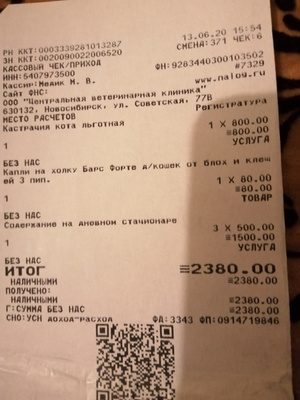 13.06.20 15:54
РН ККТ:0003339281013287 СМЕНА:371 ЧЕК:6
ЗН ККТ:0020090022006520
КАССОВЫЙ ЧЕК/ПРИХОД ФН:9283440300103502
ИНН:5407973500 #7329
Кассир: М. В.
Сайт ФНС: www.nalog.ru
ООО "Центральная ветеринарная клиника"
630132, Новосибирск, ул. Советская, 77В
МЕСТО РАСЧЕТОВ Регистратура
Кастрация кота льготная
1 X 800.00
1 ≡800.00
УСЛУГА
БЕЗ НДС
Капли на холку Барс Форте д/кошек от блох и клещ
ей 3 пип. 1 X 80.00
1 ≡80.00
ТОВАР
БЕЗ НДС
Содержание на дневном стационаре
3 X 500.00
1 ≡1500.00
УСЛУГА
БЕЗ НДС
ИТОГ ≡2380.00
НАЛИЧНЫМИ ≡2380.00
ПОЛУЧЕНО:
НАЛИЧНЫМИ ≡2380.00
Г:СУММА БЕЗ НДС ≡2380.00
СНО:УСН доход-расход ФД: 3343 ФП:0914719846